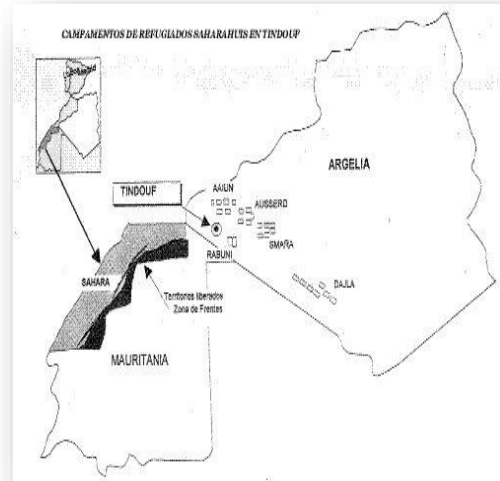 CAMPAMENTOS DE REFUGIADOS SAHARAHUIS EN TINDOUF
ARGELIA
TINDOUF
AAIUN
AUSSERD
SMARA
RABUNI
DAJLA
SAHARA
Territorios liberados
Zona de Frentes
MAURITANIA